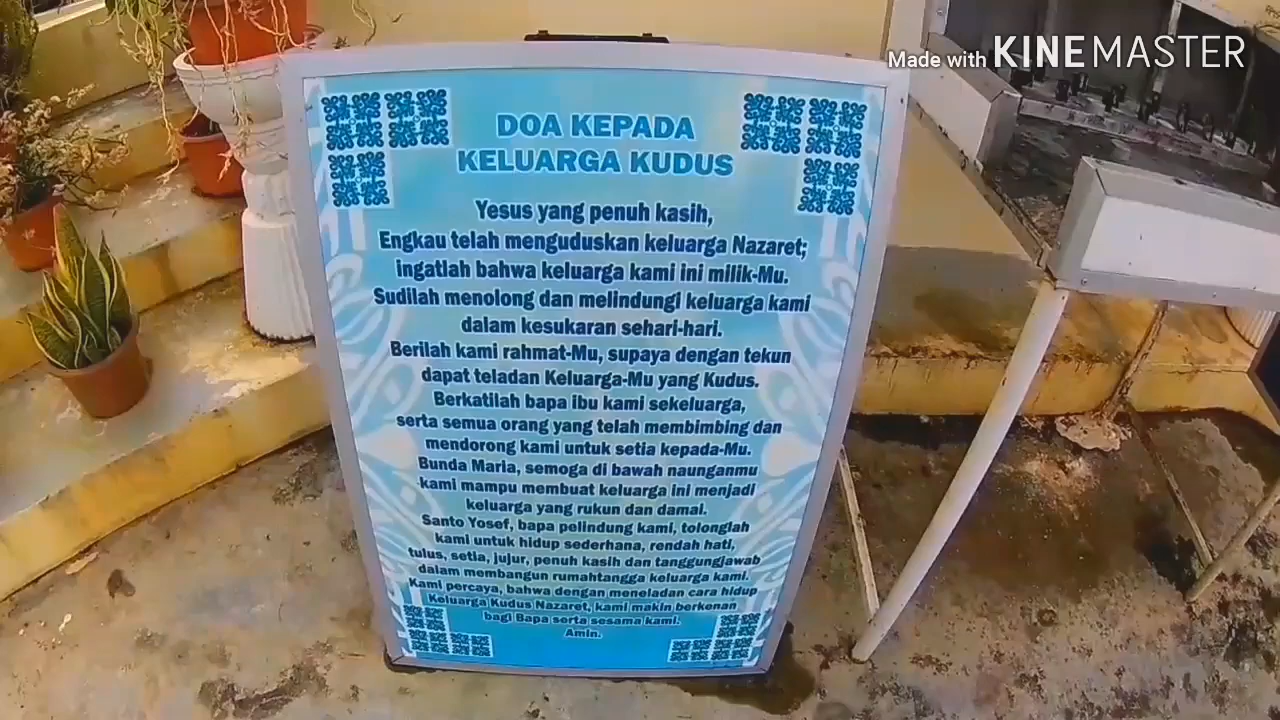 Made with KINEMASTER
DOA KEPADA
KELUARGA KUDUS
Yesus yang penuh kasih,
Engkau telah menguduskan keluarga Nazaret;
ingatlah bahwa keluarga kami ini milik-Mu.
Sudilah menolong dan melindungi keluarga kami
dalam kesukaran sehari-hari.
Berilah kami rahmat-Mu, supaya dengan tekun
dapat teladan Keluarga-Mu yang Kudus.
Berkatilah bapa ibu kami sekeluarga,
serta semua orang yang telah membimbing dan
mendorong kami untuk setia kepada-Mu.
Bunda Maria, semoga di bawah naunganmu
kami mampu membuat keluarga ini menjadi
keluarga yang rukun dan damai.
Santo Yosef, bapa pelindung kami, tolonglah
kami untuk hidup sederhana, rendah hati,
tulus, setia, jujur, penuh kasih dan tanggungjawab
dalam membangun rumahtangga keluarga kami.
Kami percaya, bahwa dengan meneladan cara hidup
Keluarga Kudus Nazaret, kami makin berkenan
bagi Bapa serta sesama kami.
Amin.